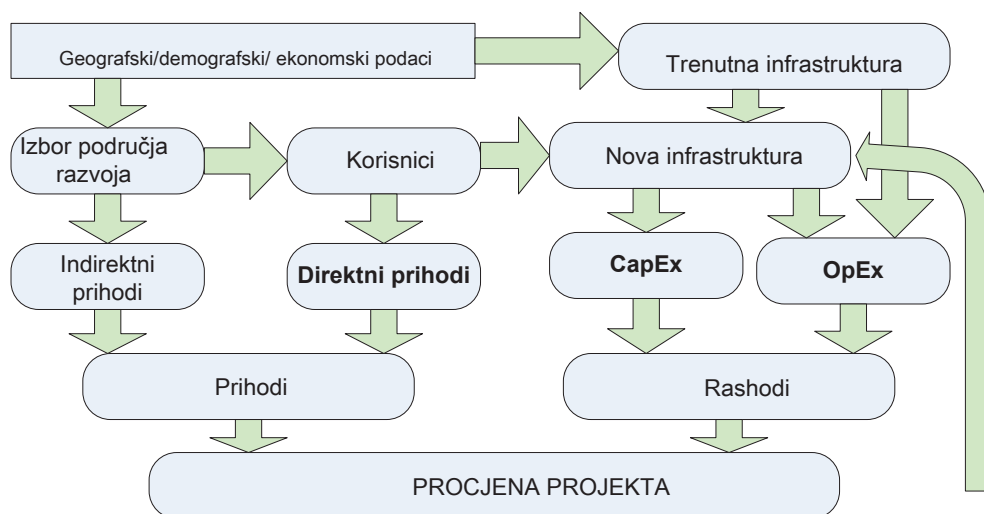 Geografski/demografski/ ekonomski podaci
Trenutna infrastruktura
Izbor područja
razvoja
Korisnici
Nova infrastruktura
Indirektni
prihodi
Direktni prihodi
CapEx
OpEx
Prihodi
Rashodi
PROCJENA PROJEKTA